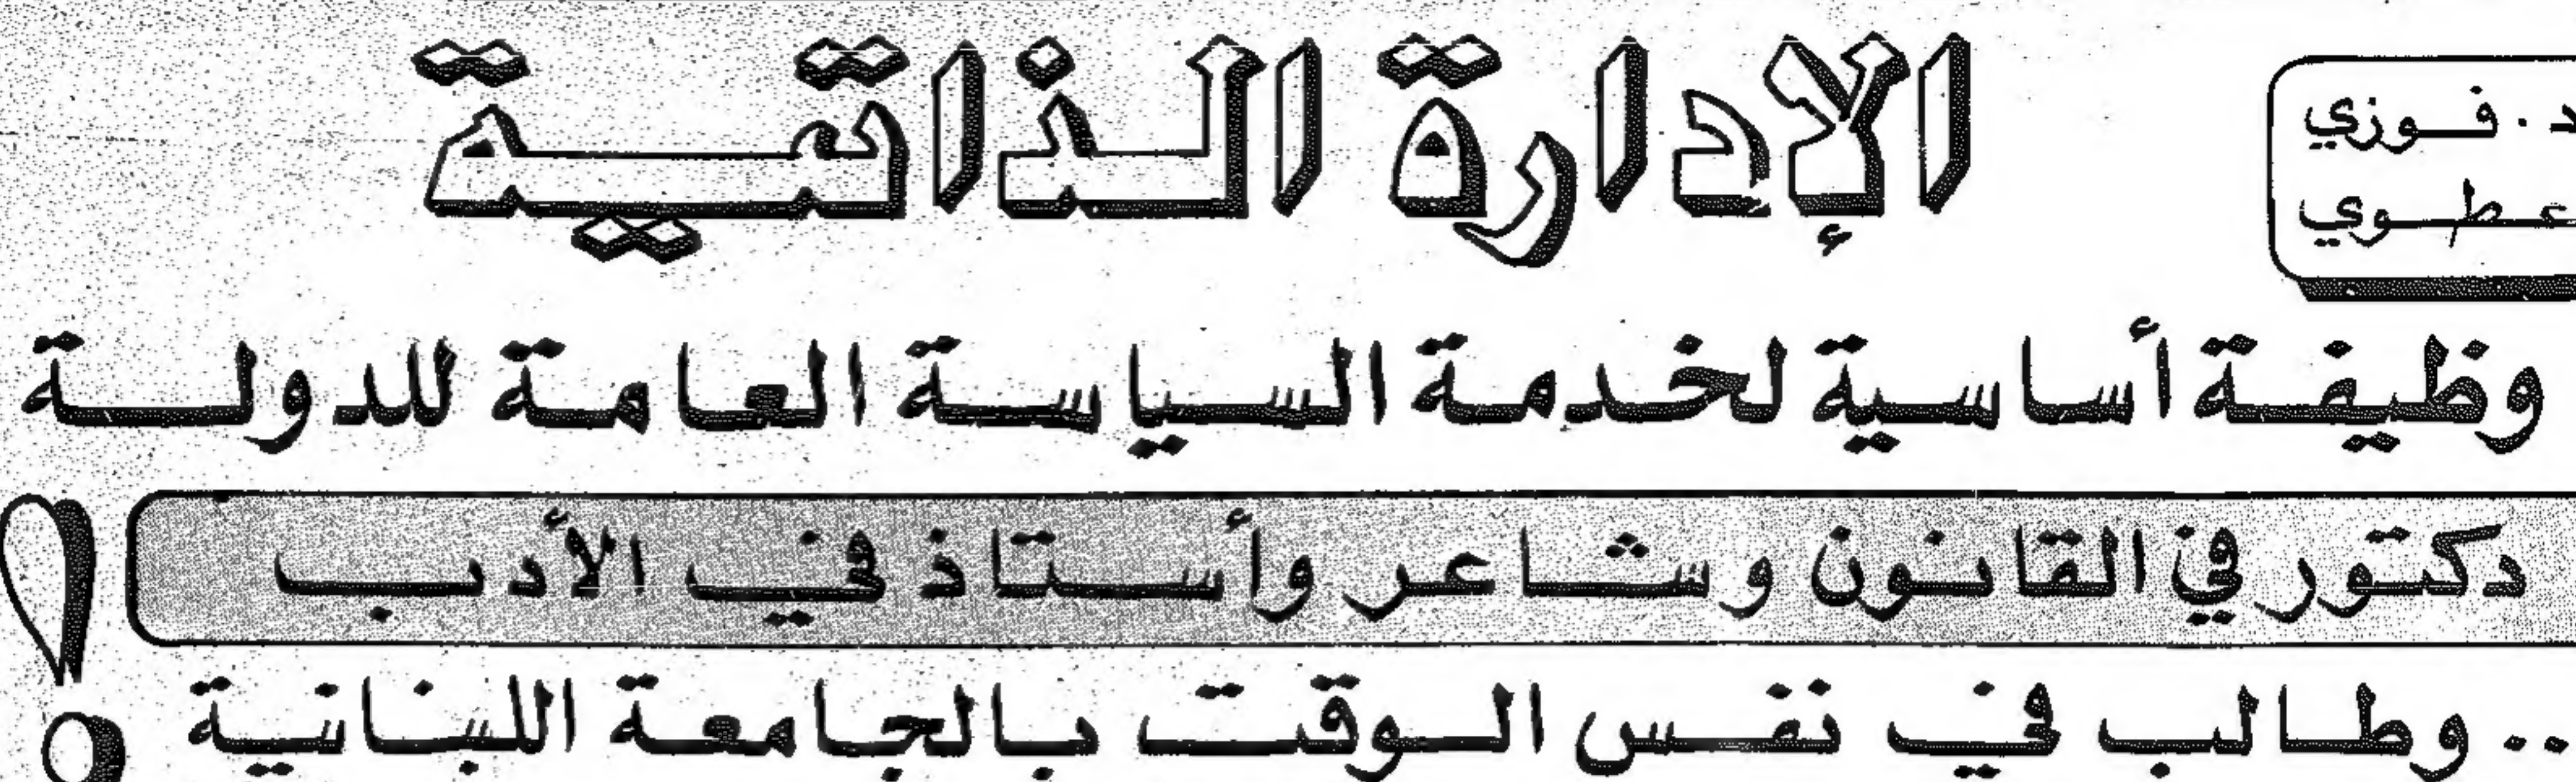 د. فوزي
عطوي
الإدارة الذاتية
وظيفة أساسية لخدمة السياسة العامة للدولة
دكتور في القانون وشاعر وأستاذ في الأدب
.. وطالب في نفس الوقت بالجامعة اللبنانية !